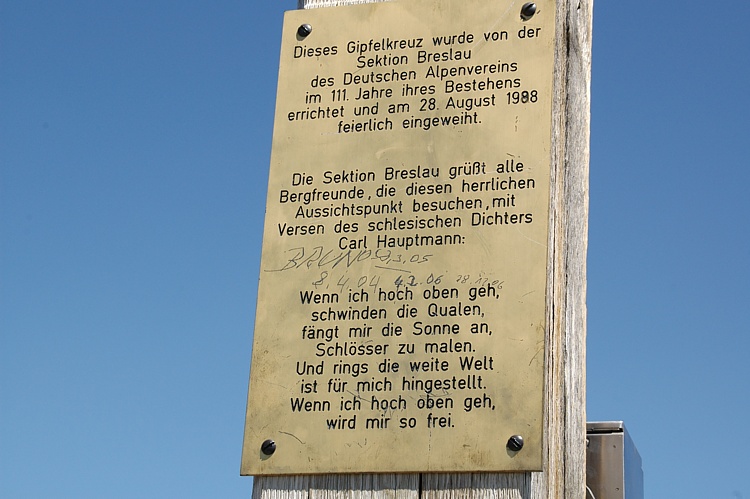 Dieses Gipfelkreuz wurde von der
Sektion Breslau
des Deutschen Alpenvereins
im 111. Jahre ihres Bestehens
errichtet und am 28. August 1988
feierlich eingeweiht.
Die Sektion Breslau grüßt alle
Bergfreunde, die diesen herrlichen
Aussichtspunkt besuchen, mit
Versen des schlesischen Dichters
Carl Hauptmann:
8.4.04
Wenn ich hoch oben geh,
schwinden die Qualen,
fängt mir die Sonne an,
Schlösser zu malen.
Und rings die weite Welt
ist für mich hingestellt.
Wenn ich hoch oben geh,
wird mir so frei.